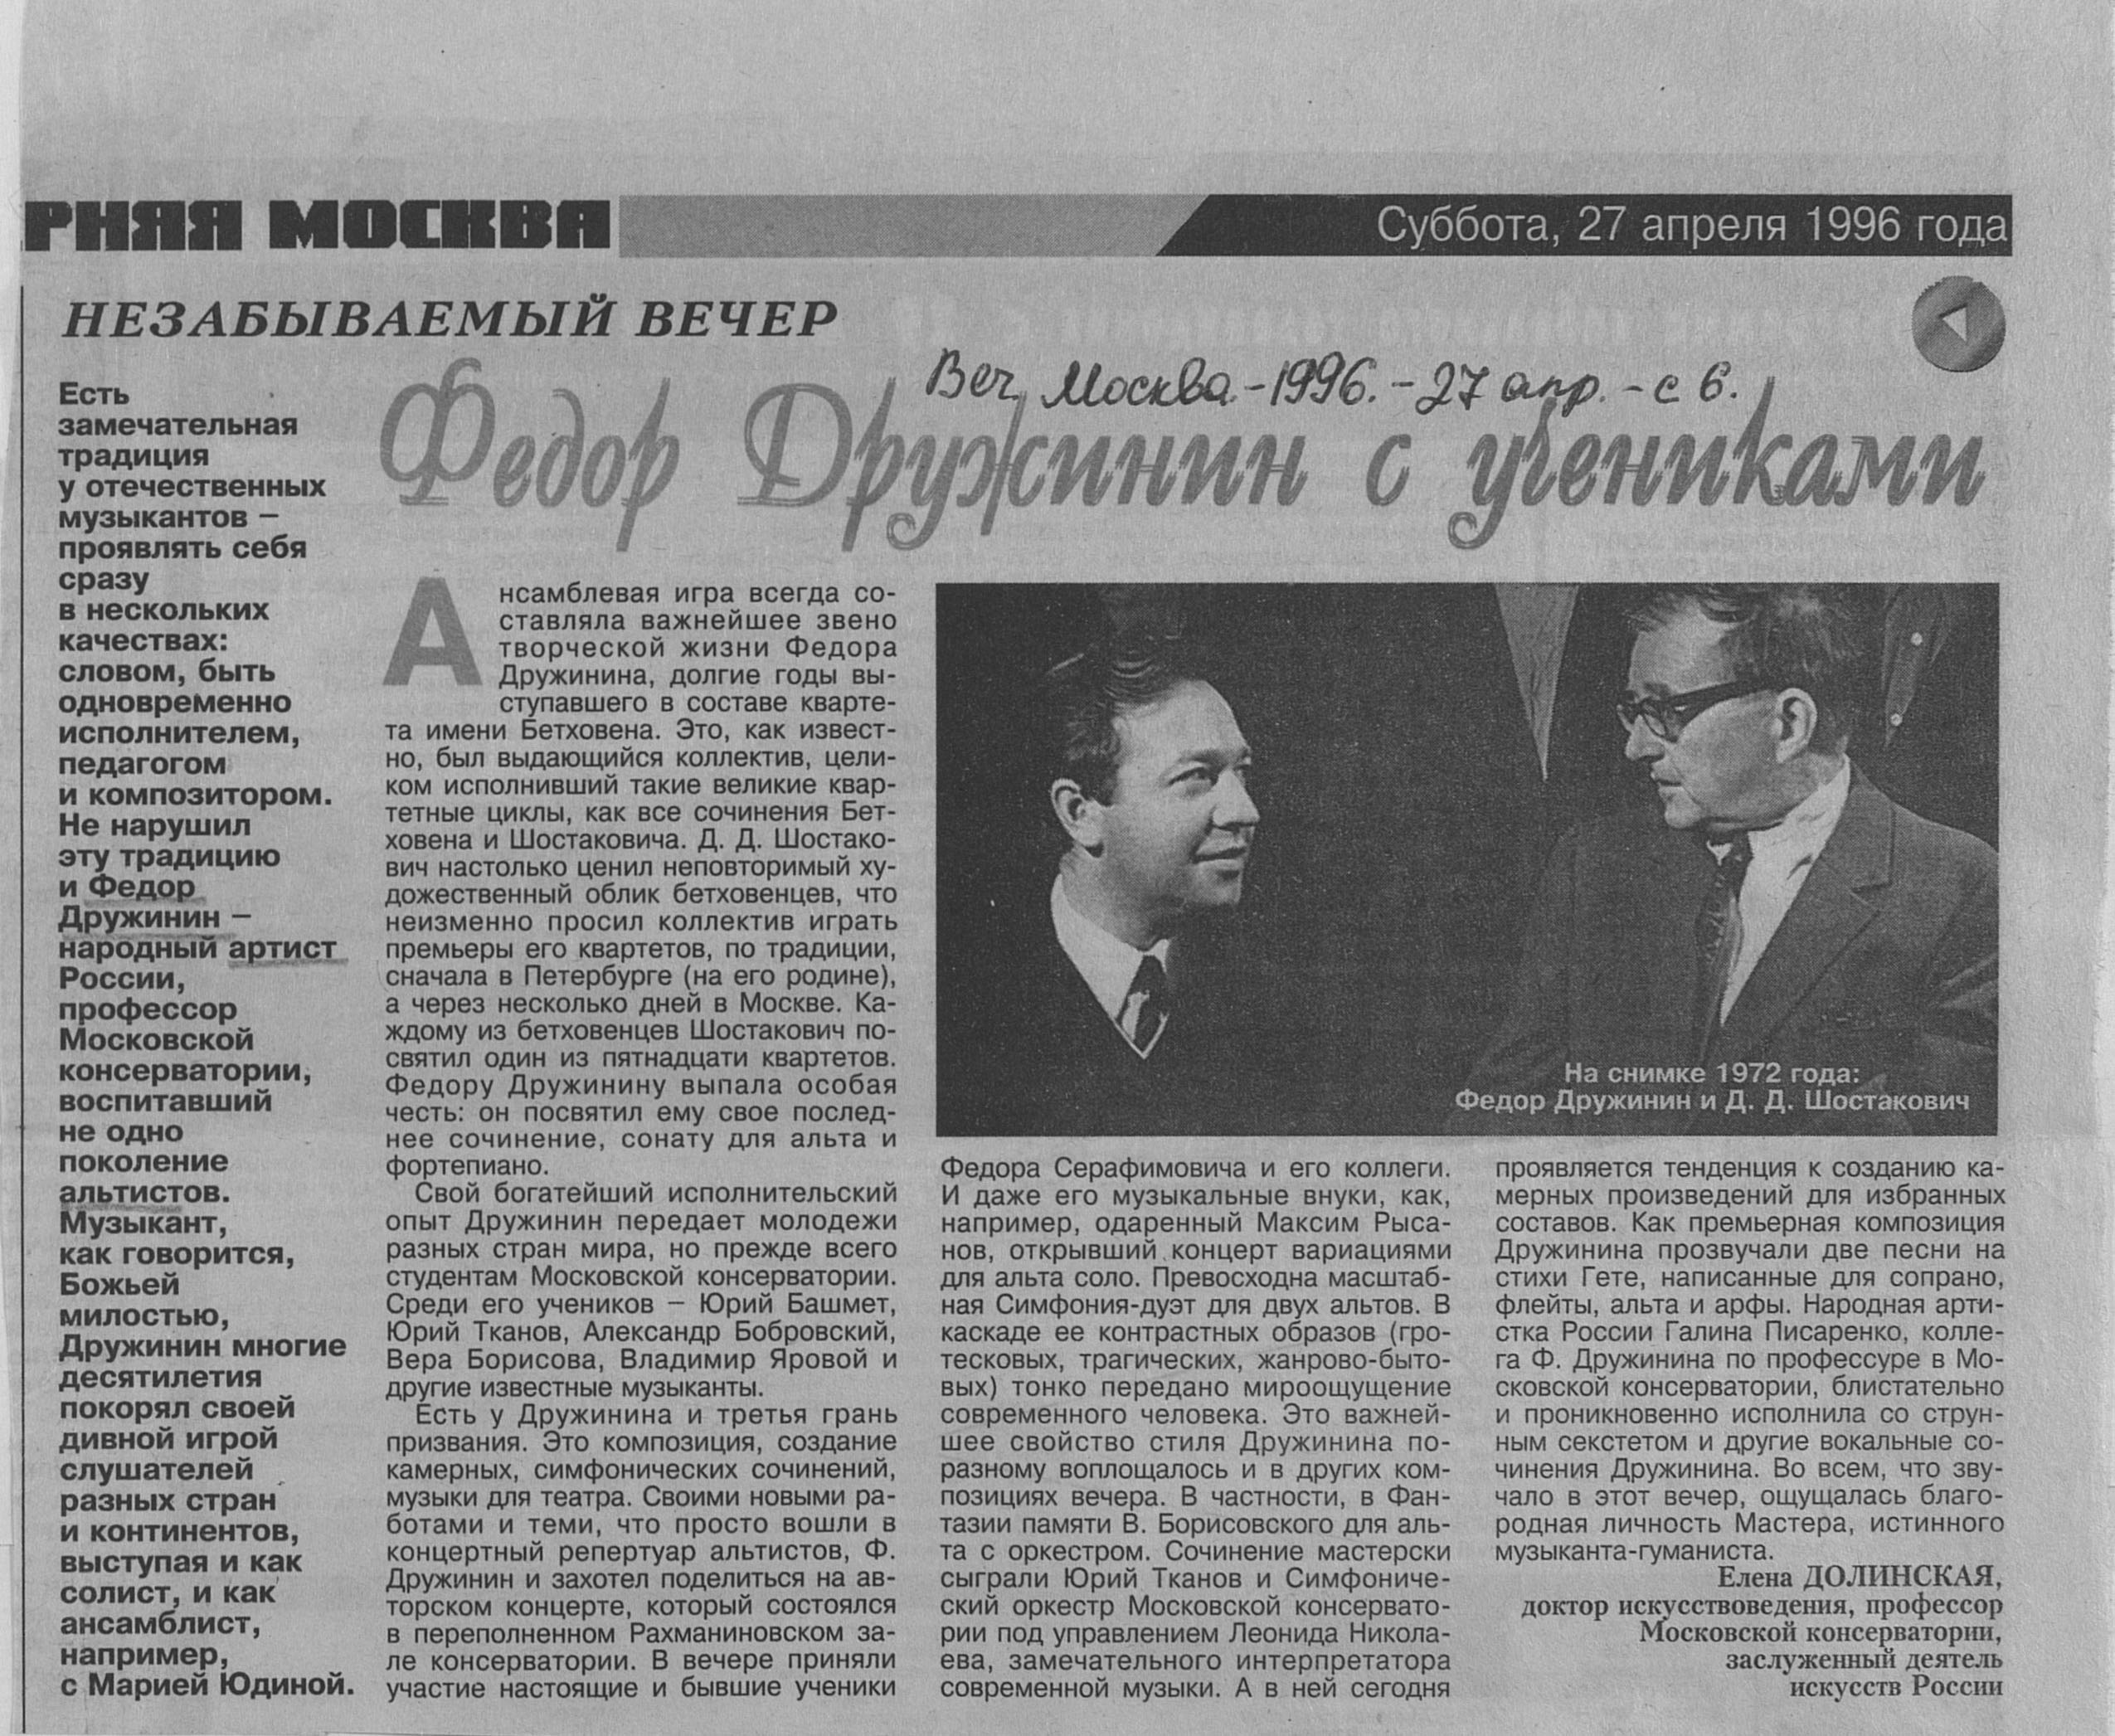 РНЯЯ МОСКВА
Суббота, 27 апреля 1996 года
НЕЗАБЫВАЕМЫЙ ВЕЧЕР
Веч. Москва.-1996.-27 апр.-с 6.
Федор Дружинин с учениками
Есть
замечательная
традиция
у отечественных
музыкантов –
проявлять себя
сразу
в нескольких
качествах:
словом, быть
одновременно
исполнителем,
педагогом
и композитором.
Не нарушил
эту традицию
и Федор
Дружинин –
народный артист
России,
профессор
Московской
консерватории,
воспитавший
не одно
поколение
альтистов.
Музыкант,
как говорится,
Божьей
милостью,
Дружинин многие
десятилетия
покорял своей
дивной игрой
слушателей
разных стран
и континентов,
выступая и как
солист, и как
ансамблист,
например,
с Марией Юдиной.
Ансамблевая игра всегда со-
ставляла важнейшее звено
творческой жизни Федора
Дружинина, долгие годы вы-
ступавшего в составе кварте-
та имени Бетховена. Это, как извест-
но, был выдающийся коллектив, цели-
ком исполнивший такие великие квар-
тетные циклы, как все сочинения Бет-
ховена и Шостаковича. Д. Д. Шостако-
вич настолько ценил неповторимый ху-
дожественный облик бетховенцев, что
неизменно просил коллектив играть
премьеры его квартетов, по традиции,
сначала в Петербурге (на его родине),
а через несколько дней в Москве. Ка-
ждому из бетховенцев Шостакович по-
святил один из пятнадцати квартетов.
Федору Дружинину выпала особая
честь: он посвятил ему свое послед-
нее сочинение, сонату для альта и
фортепиано.
Свой богатейший исполнительский
опыт Дружинин передает молодежи
разных стран мира, но прежде всего
студентам Московской консерватории.
Среди его учеников – Юрий Башмет,
Юрий Тканов, Александр Бобровский,
Вера Борисова, Владимир Яровой и
другие известные музыканты.
Есть у Дружинина и третья грань
призвания. Это композиция, создание
камерных, симфонических сочинений,
музыки для театра. Своими новыми ра-
ботами и теми, что просто вошли в
концертный репертуар альтистов, Ф.
Дружинин и захотел поделиться на ав-
торском концерте, который состоялся
в переполненном Рахманиновском за-
ле консерватории. В вечере приняли
участие настоящие и бывшие ученики
На снимке 1972 года:
Федор Дружинин и Д. Д. Шостакович
Федора Серафимовича и его коллеги.
И даже его музыкальные внуки, как,
например, одаренный Максим Рыса-
нов, открывший концерт вариациями
для альта соло. Превосходна масштаб-
ная Симфония-дуэт для двух альтов. В
каскаде ее контрастных образов (гро-
тесковых, трагических, жанрово-быто-
вых) тонко передано мироощущение
современного человека. Это важней-
шее свойство стиля Дружинина по-
разному воплощалось и в других ком-
позициях вечера. В частности, в Фан-
тазии памяти В. Борисовского для аль-
та с оркестром. Сочинение мастерски
сыграли Юрий Тканов и Симфониче-
ский оркестр Московской консервато-
рии под управлением Леонида Никола-
ева, замечательного интерпретатора
современной музыки. А в ней сегодня
проявляется тенденция к созданию ка-
мерных произведений для избранных
составов. Как премьерная композиция
Дружинина прозвучали две песни на
стихи Гете, написанные для сопрано,
флейты, альта и арфы. Народная арти-
стка России Галина Писаренко, колле-
га Ф. Дружинина по профессуре в Мо-
сковской консерватории, блистательно
и проникновенно исполнила со струн-
ным секстетом и другие вокальные со-
чинения Дружинина. Во всем, что зву-
чало в этот вечер, ощущалась благо-
родная личность Мастера, истинного
музыканта-гуманиста.
Елена ДОЛИНСКАЯ,
доктор искусствоведения, профессор
Московской консерватории,
заслуженный деятель
искусств России